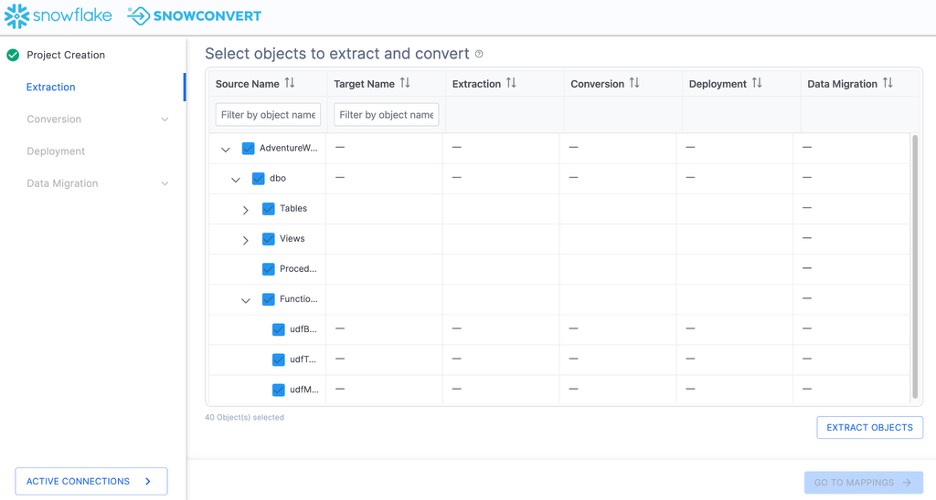 snowflake SNOWCONVERT
Project Creation
Extraction
Conversion
Deployment
Data Migration
ACTIVE CONNECTIONS
Select objects to extract and convert
Source Name Target Name Extraction Conversion Deployment Data Migration
Filter by object name Filter by object name
AdventureW... — — — — —
dbo — — — — —
Tables —
Views —
Proced... —
Functio... —
udfB... — — — —
udfT... — — — —
udfM... — — — —
40 Object(s) selected
EXTRACT OBJECTS
GO TO MAPPINGS